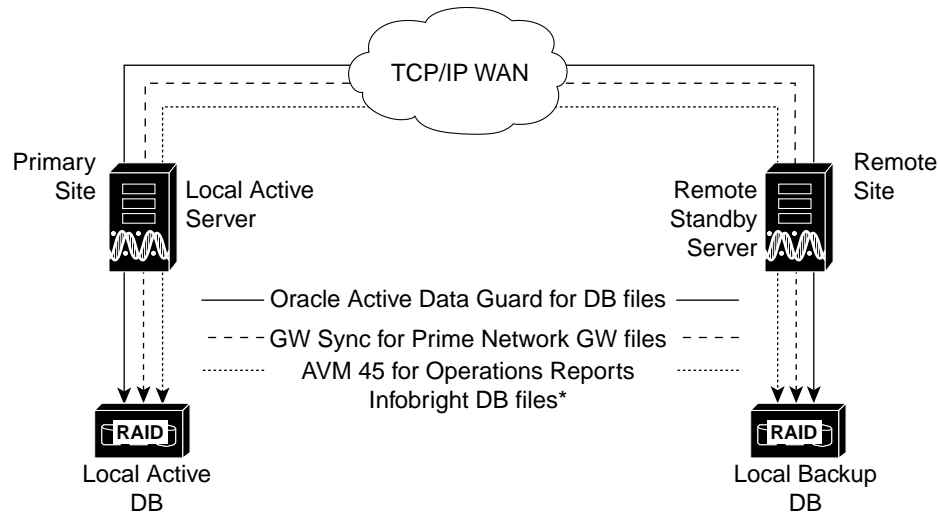 TCP/IP WAN
Primary
Site
Local Active
Server
Remote
Standby
Server
Remote
Site
Oracle Active Data Guard for DB files
GW Sync for Prime Network GW files
AVM 45 for Operations Reports
Infobright DB files*
RAID
Local Active
DB
RAID
Local Backup
DB